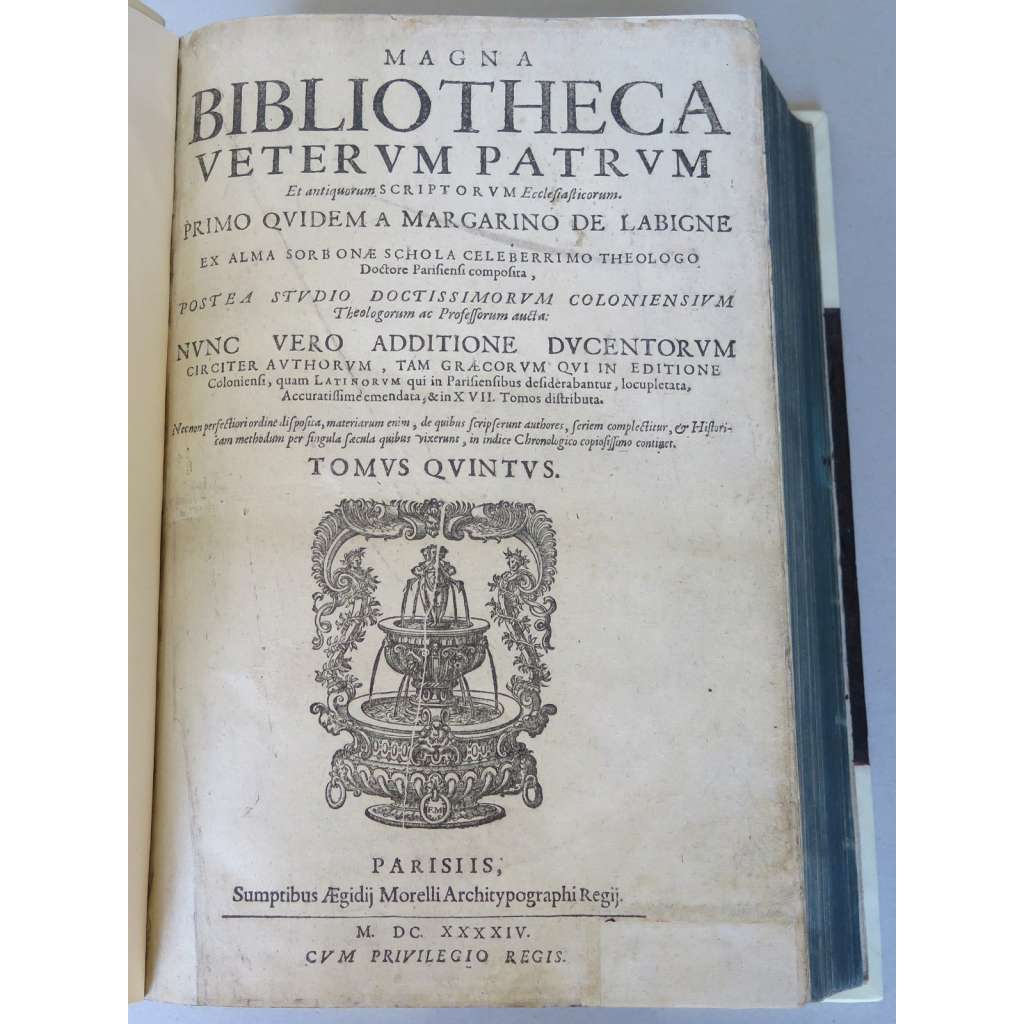 MAGNA
BIBLIOTHECA
VETERVM PATRVM
Et antiquorum SCRIPTORVM Ecclesiasticorum.
PRIMO QVIDEM A MARGARINO DE LABIGNE
EX ALMA SORBONÆ SCHOLA CELEBERRIMO THEOLOGO
Doctore Parisiensi composita,
POSTEA STVDIO DOCTISSIMORVM COLONIENSIVM
Theologorum ac Professorum aucta:
NVNC VERO ADDITIONE DVCENTORVM
CIRCITER AVTHORVM, TAM GRÆCORVM QVI IN EDITIONE
Coloniensi, quam LATINORVM qui in Parisiensibus desiderabantur, locupletata,
Accuratissimè emendata, & in XVII. Tomos distributa.
Nec non perfectiori ordine disposita, materiarum enim, de quibus scripserunt authores, seriem complectitur, & Histori-
cam methodum per singula sæcula quibus vixerunt, in indice Chronologico copiosissimo continet.
TOMVS QVINTVS.
FM
PARISIIS,
Sumptibus Ægidij Morelli Architypographi Regij.
M. DC. XXXXIV.
CVM PRIVILEGIO REGIS.